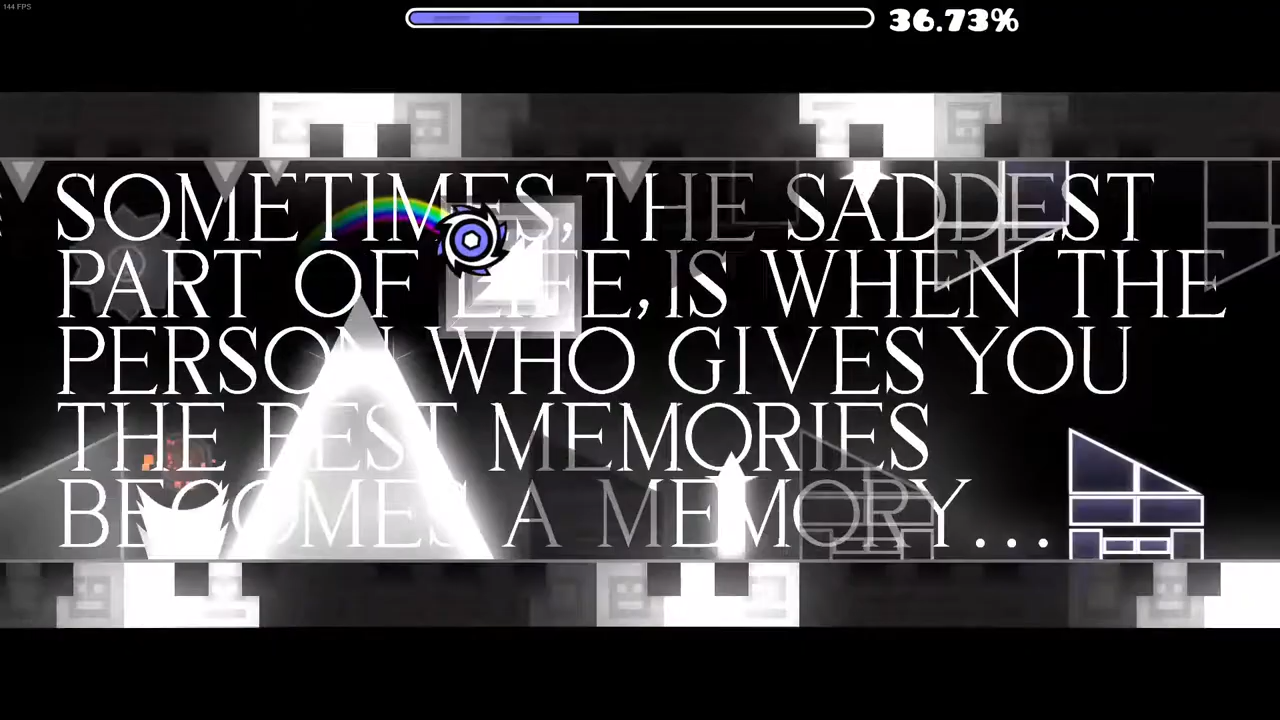 144 FPS
36.73%
SOMETIMES, THE SADDEST
PART OF LIFE, IS WHEN THE
PERSON WHO GIVES YOU
THE BEST MEMORIES
BECOMES A MEMORY...